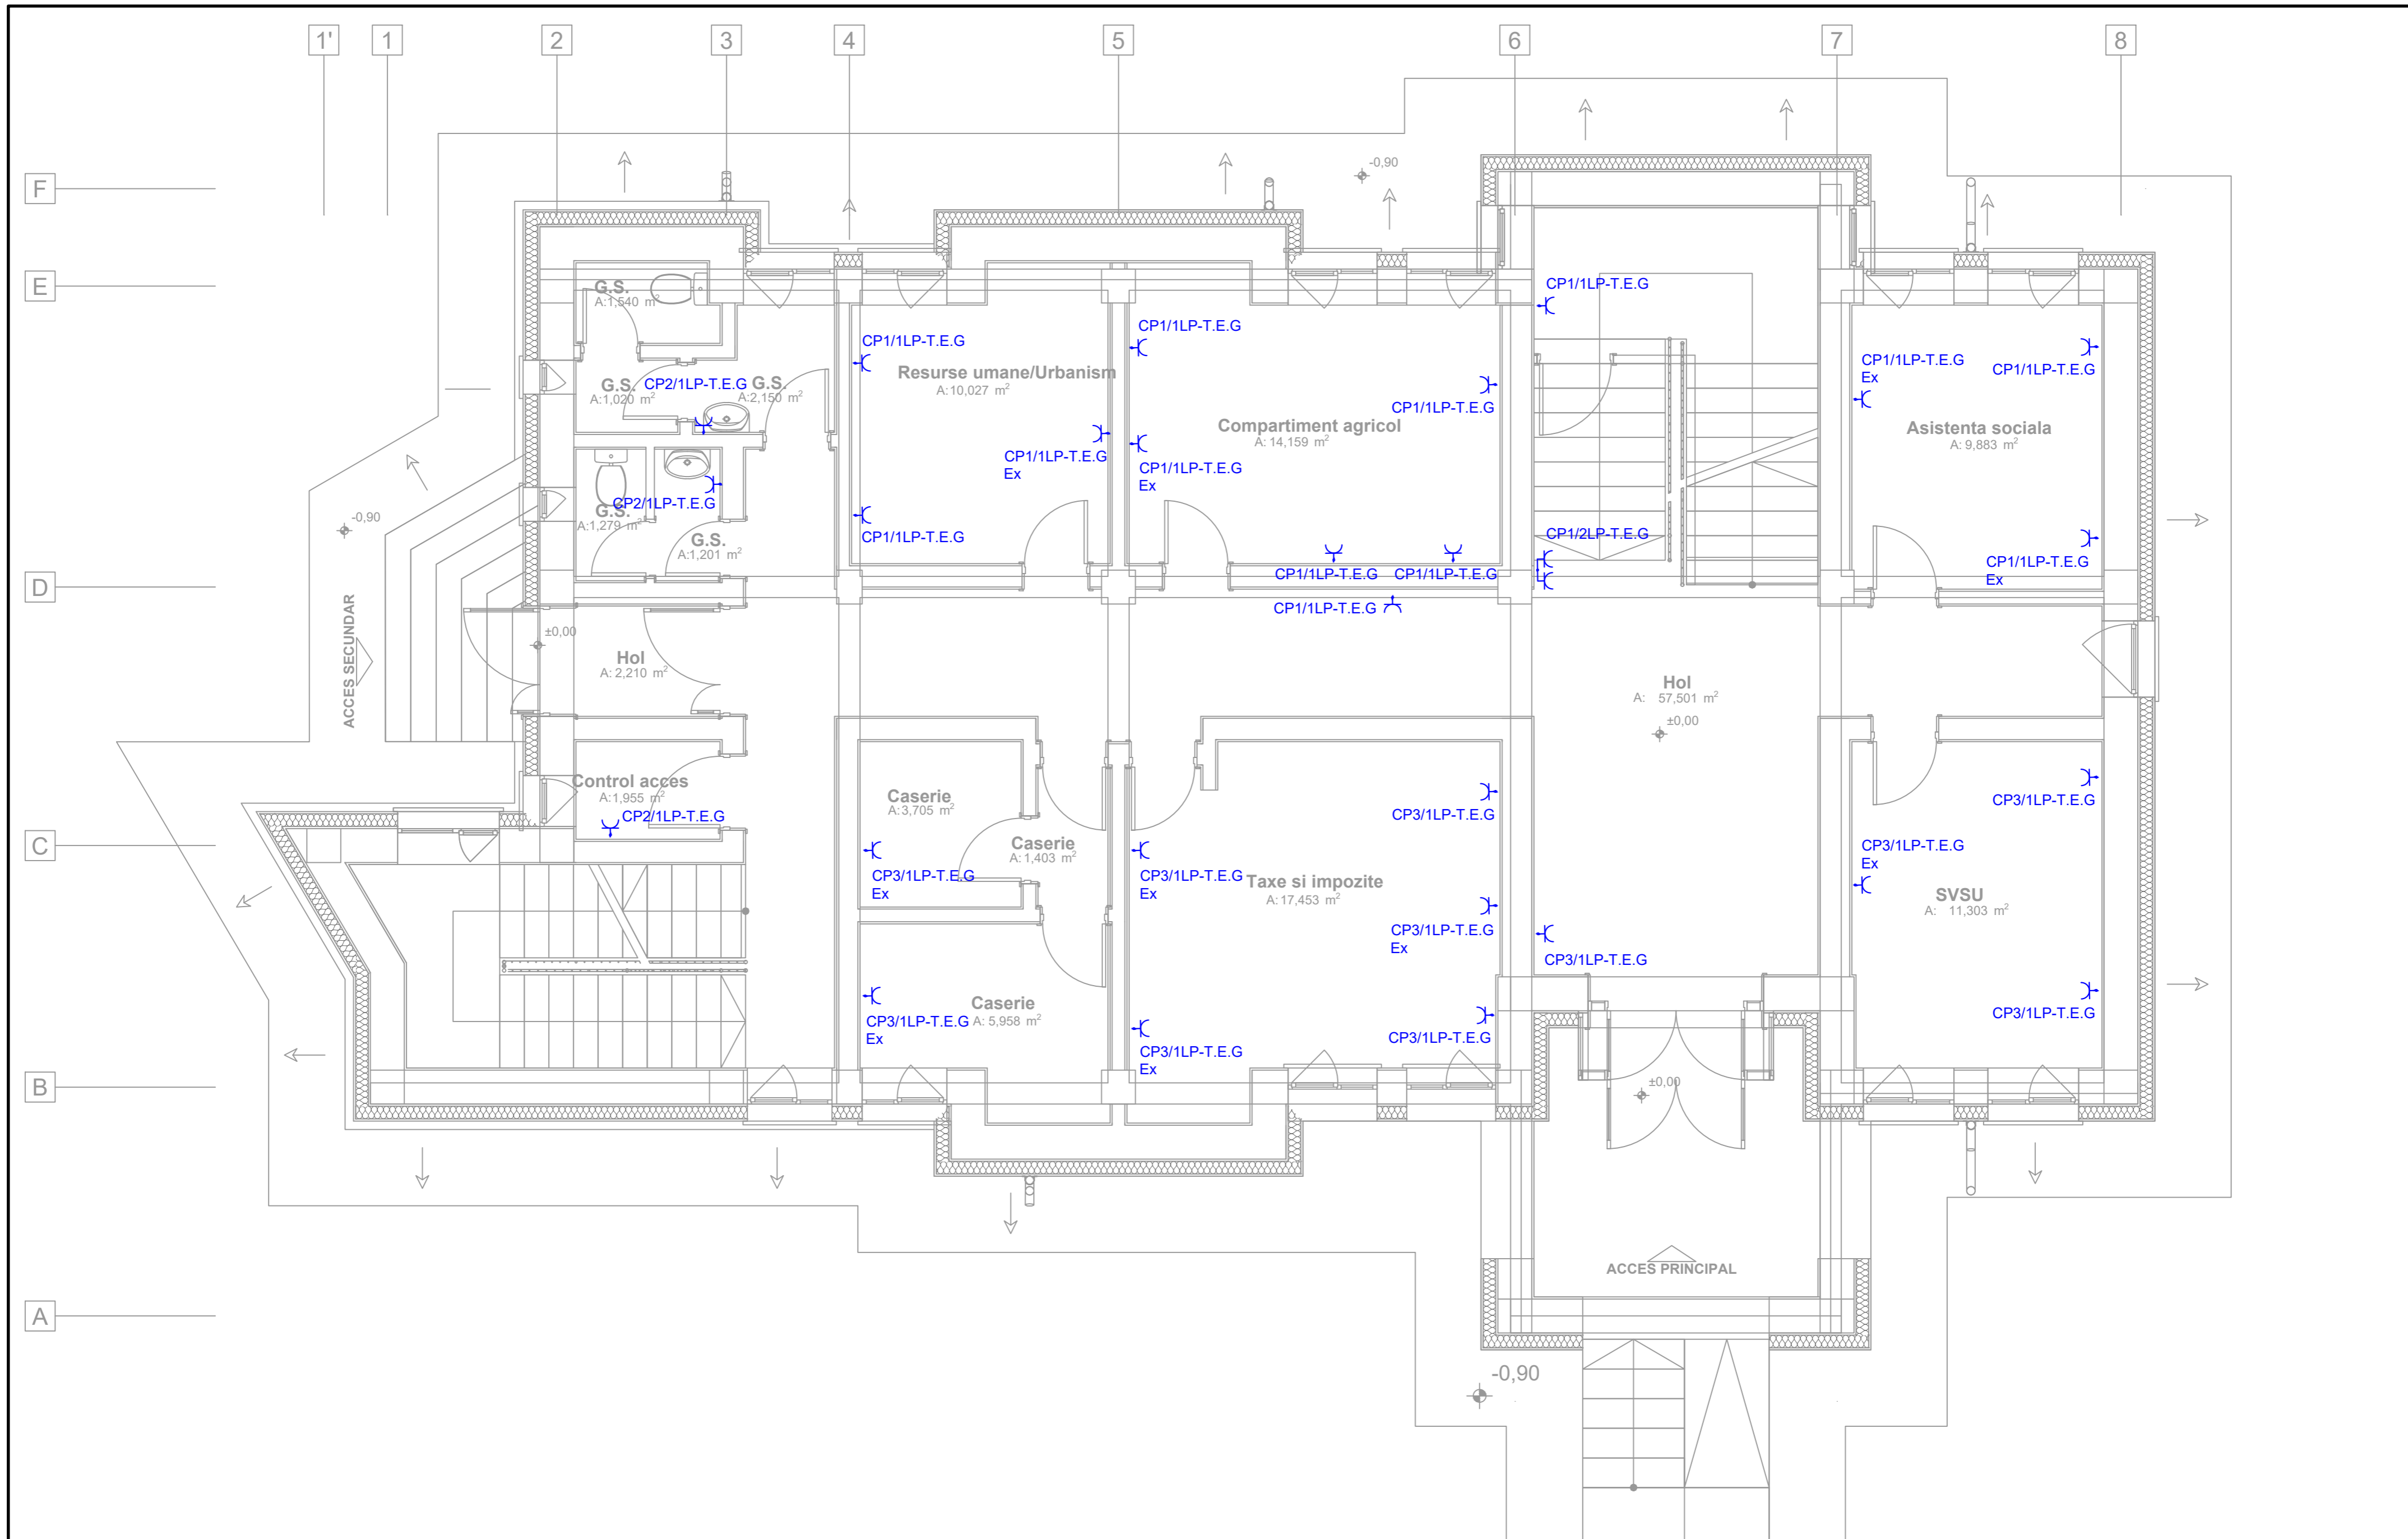 1'
1
2
3
4
5
6
7
8
F
E
D
C
B
A
-0,90
G.S.
A:1,540 m²
CP1/1LP-T.E.G
CP1/1LP-T.E.G
CP1/1LP-T.E.G
Resurse umane/Urbanism
A:10,027 m²
G.S.
A:1,020 m²
CP2/1LP-T.E.G
G.S.
A:2,150 m²
CP1/1LP-T.E.G
Ex
CP1/1LP-T.E.G
CP1/1LP-T.E.G
Compartiment agricol
A: 14,159 m²
Asistenta sociala
A: 9,883 m²
CP1/1LP-T.E.G
Ex
CP1/1LP-T.E.G
Ex
CP2/1LP-T.E.G
G.S.
A:1,279 m²
-0,90
CP1/1LP-T.E.G
G.S.
A:1,201 m²
CP1/2LP-T.E.G
CP1/1LP-T.E.G
Ex
CP1/1LP-T.E.G
CP1/1LP-T.E.G
CP1/1LP-T.E.G
ACCES SECUNDAR
±0,00
Hol
A: 2,210 m²
Hol
A: 57,501 m²
±0,00
Control acces
A:1,955 m²
CP2/1LP-T.E.G
Caserie
A:3,705 m²
CP3/1LP-T.E.G
CP3/1LP-T.E.G
Caserie
A: 1,403 m²
CP3/1LP-T.E.G
Ex
CP3/1LP-T.E.G
Ex
CP3/1LP-T.E.G
Ex
Taxe si impozite
A: 17,453 m²
SVSU
A: 11,303 m²
CP3/1LP-T.E.G
Ex
CP3/1LP-T.E.G
Caserie
A: 5,958 m²
CP3/1LP-T.E.G
Ex
CP3/1LP-T.E.G
CP3/1LP-T.E.G
CP3/1LP-T.E.G
Ex
±0,00
ACCES PRINCIPAL
-0,90